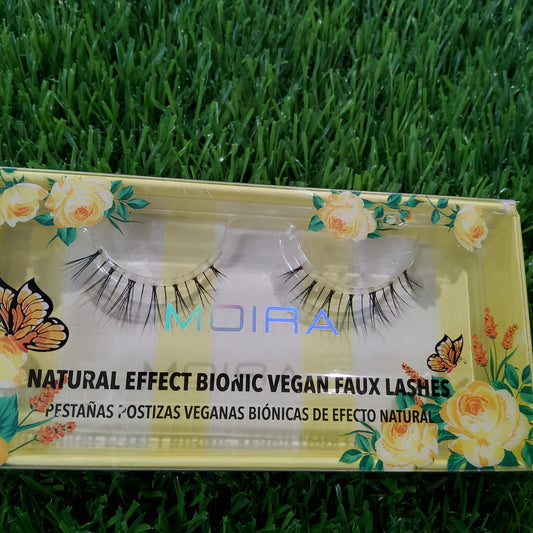 MOIRA
NATURAL EFFECT BIONIC VEGAN FAUX LASHES
PESTAÑAS POSTIZAS VEGANAS BIÓNICAS DE EFECTO NATURAL